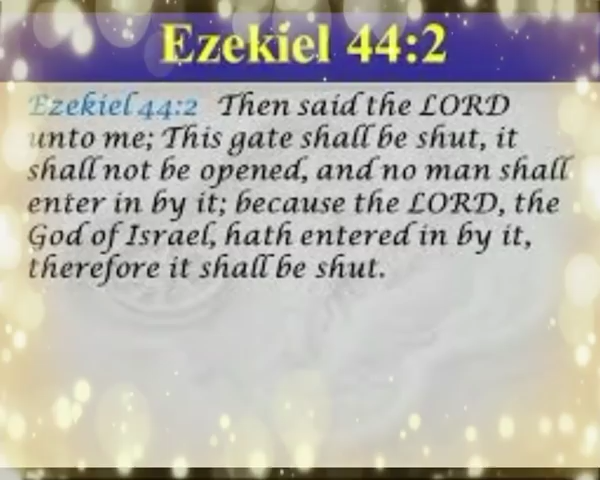 Ezekiel 44:2
Ezekiel 44:2 Then said the LORD
unto me; This gate shall be shut, it
shall not be opened, and no man shall
enter in by it; because the LORD, the
God of Israel, hath entered in by it,
therefore it shall be shut.